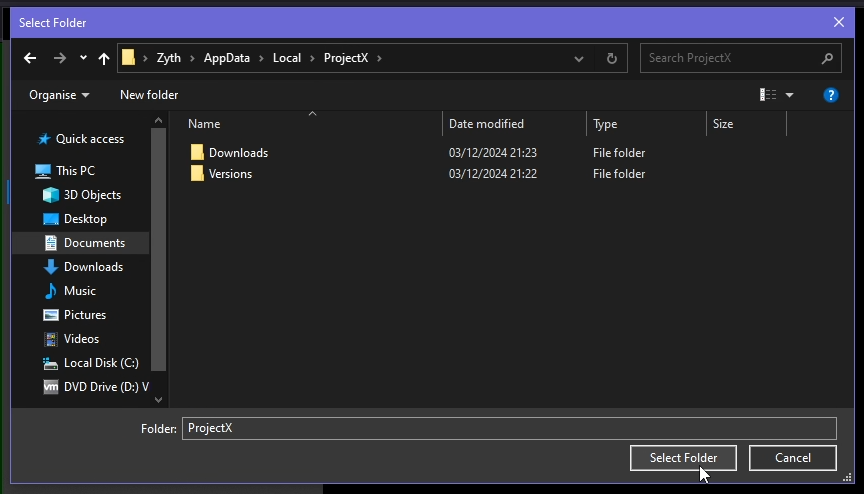 Select Folder
Zyth AppData Local ProjectX
Search ProjectX
Organise New folder
Name Date modified Type Size
Downloads 03/12/2024 21:23 File folder
Versions 03/12/2024 21:22 File folder
Quick access
This PC
3D Objects
Desktop
Documents
Downloads
Music
Pictures
Videos
Local Disk (C:)
vm DVD Drive (D:) V
Folder: ProjectX
Select Folder Cancel